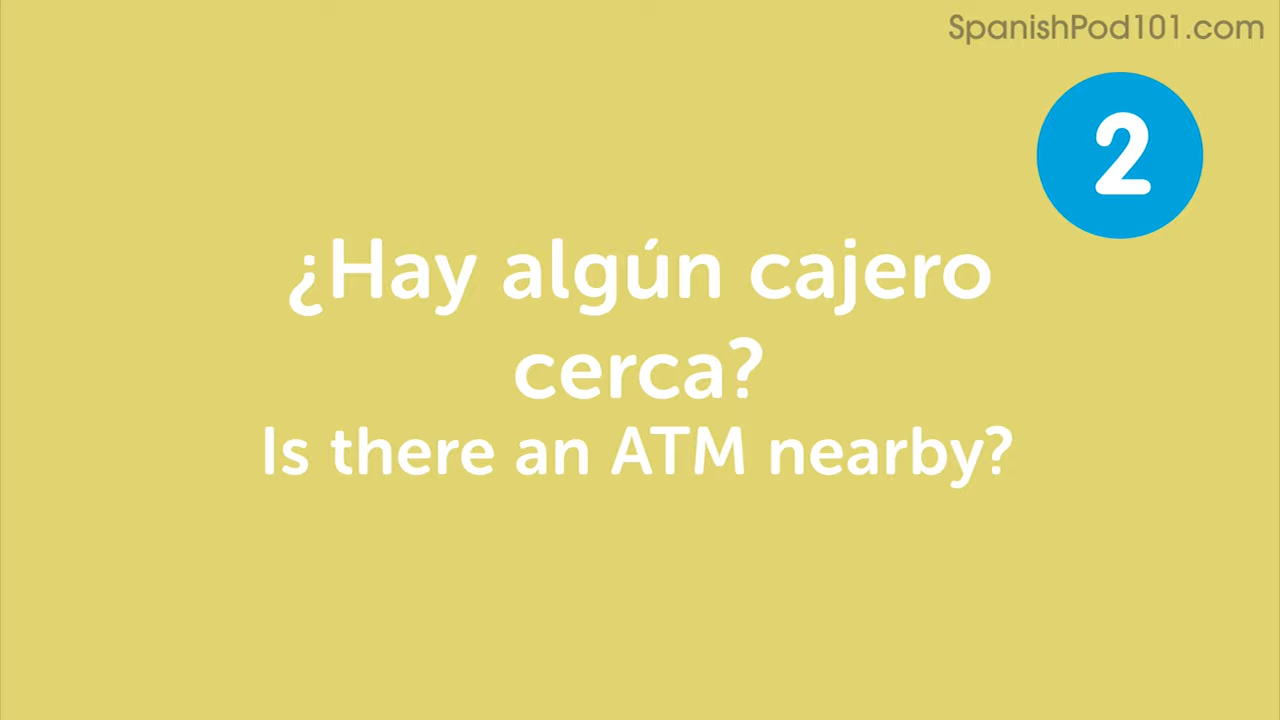 SpanishPod101.com
2
¿Hay algún cajero
cerca?
Is there an ATM nearby?